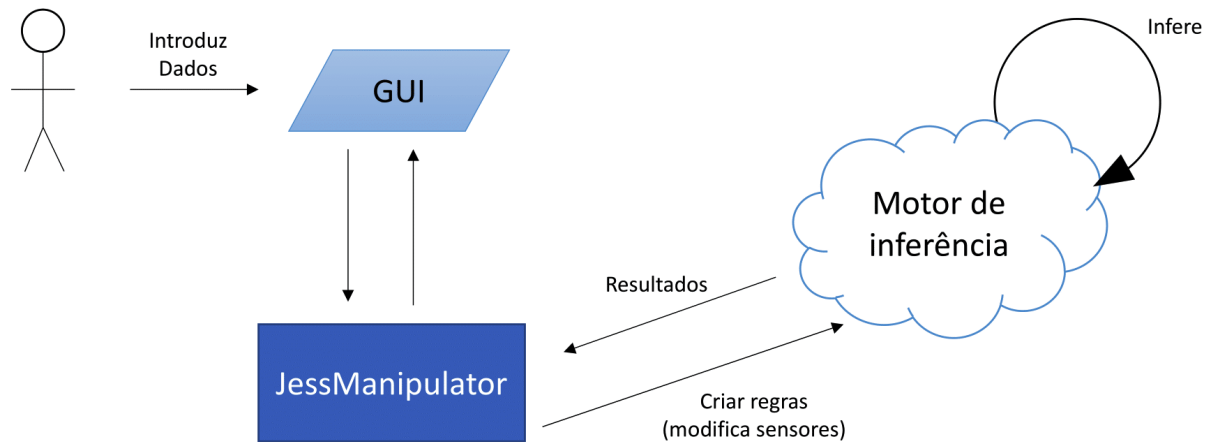 Introduz
Dados
GUI
Infere
Motor de
inferência
Resultados
JessManipulator
Criar regras
(modifica sensores)